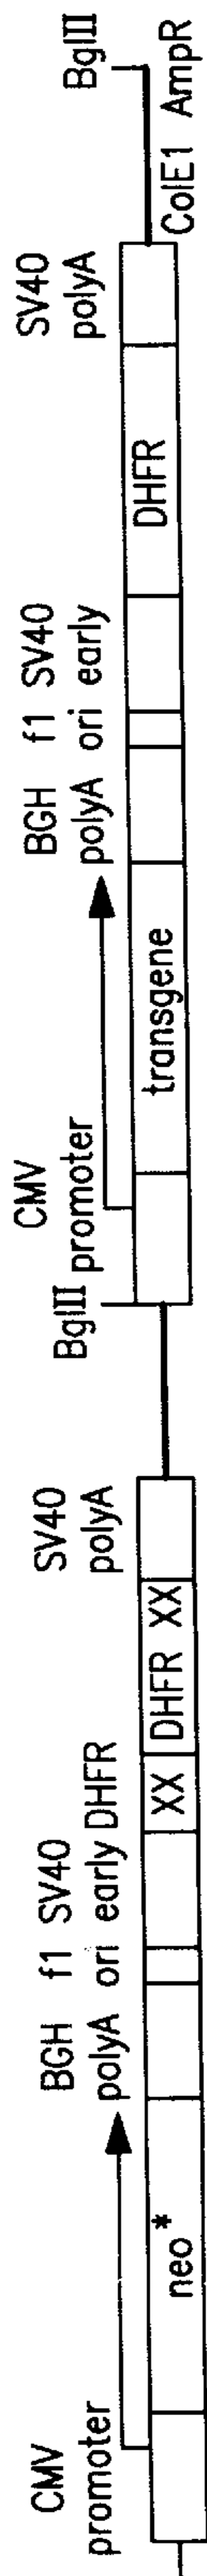 CMV
promoter
neo*
BGH f1 SV40
polyA ori early DHFR
XX DHFR XX
SV40
polyA
BglII
CMV
promoter
transgene
BGH f1 SV40
polyA ori early
DHFR
SV40
polyA
BglII
ColE1 AmpR